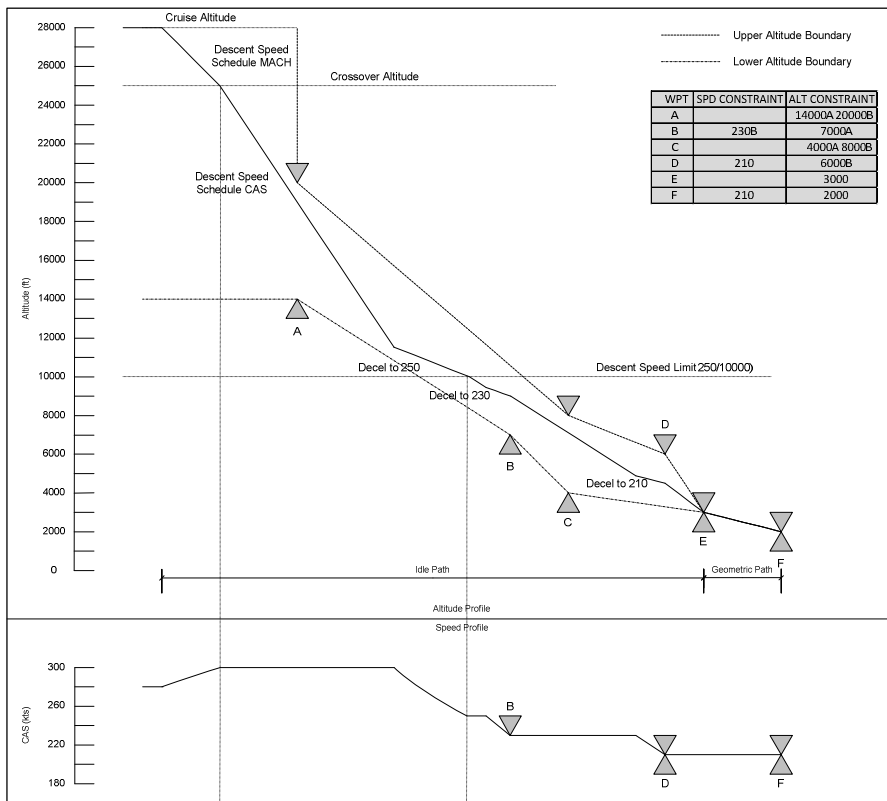 Cruise Altitude
28000
26000
24000
22000
20000
18000
16000
14000
12000
10000
8000
6000
4000
2000
0
Altitude (ft)
Descent Speed
Schedule MACH
Crossover Altitude
Descent Speed
Schedule CAS
Upper Altitude Boundary
Lower Altitude Boundary
WPT SPD CONSTRAINT ALT CONSTRAINT
A 14000A 20000B
B 230B 7000A
C 4000A 8000B
D 210 6000B
E 3000
F 210 2000
A
Decel to 250
Descent Speed Limit 250/10000)
Decel to 230
D
B
Decel to 210
C
E
F
Idle Path
Geometric Path
Altitude Profile
Speed Profile
300
260
220
180
CAS (kts)
B
D
F